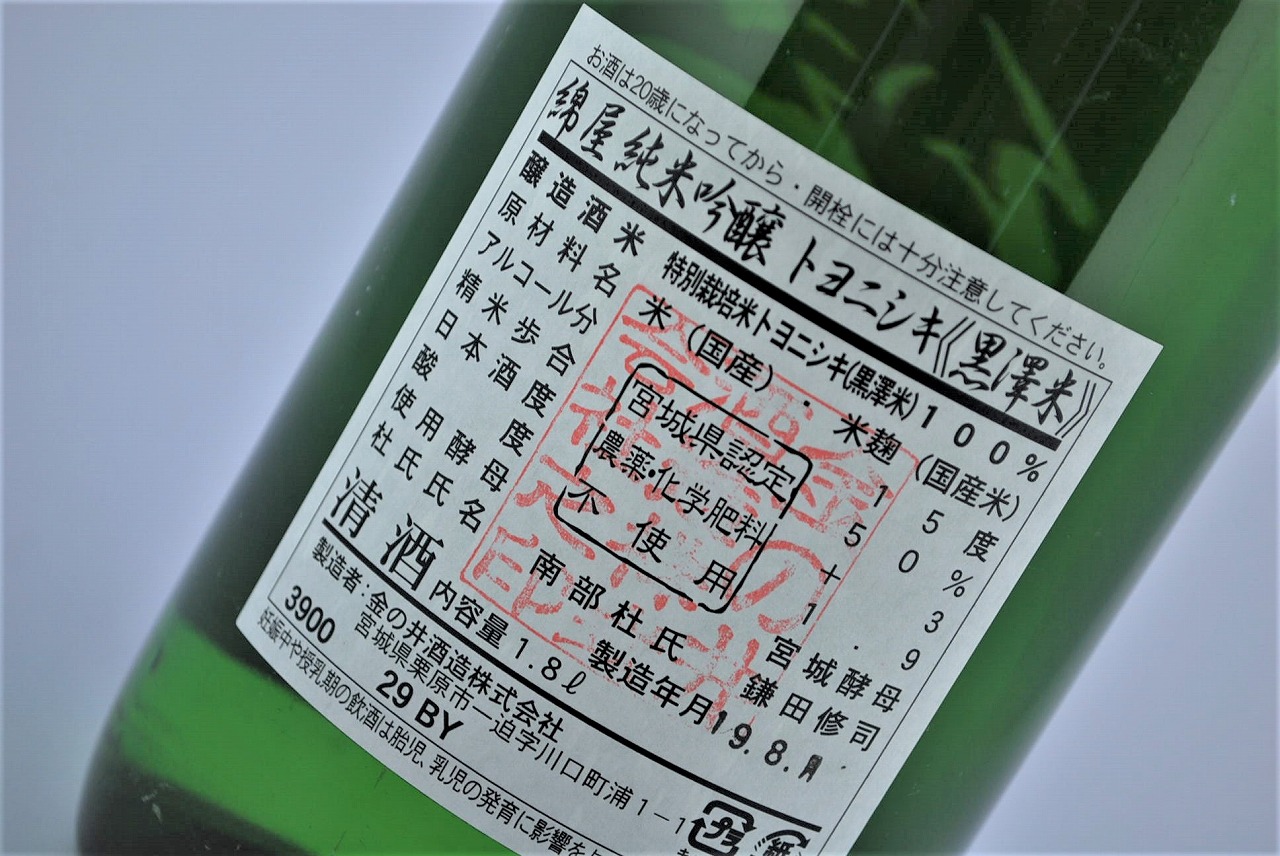 お酒は20歳になってから・開栓には十分注意してください。
綿屋 純米吟醸 トヨニシキ《黒澤米》
醸造酒米 特別栽培米トヨニシキ(黒澤米)100%
原材料名 米(国産)・米麹(国産米)
アルコール分 15度
精米歩合 50%
日本酒度 +3
酸度 1.9
使用酵母 宮城酵母
杜氏氏名 南部杜氏 鎌田修司
宮城県認定
農薬・化学肥料
不使用
清酒 内容量1.8ℓ 製造年月19.8.月
製造者:金の井酒造株式会社
宮城県栗原市一迫字川口町浦1-1
3900 29BY
プラ 紙
妊娠中や授乳期の飲酒は胎児、乳児の発育に影響を